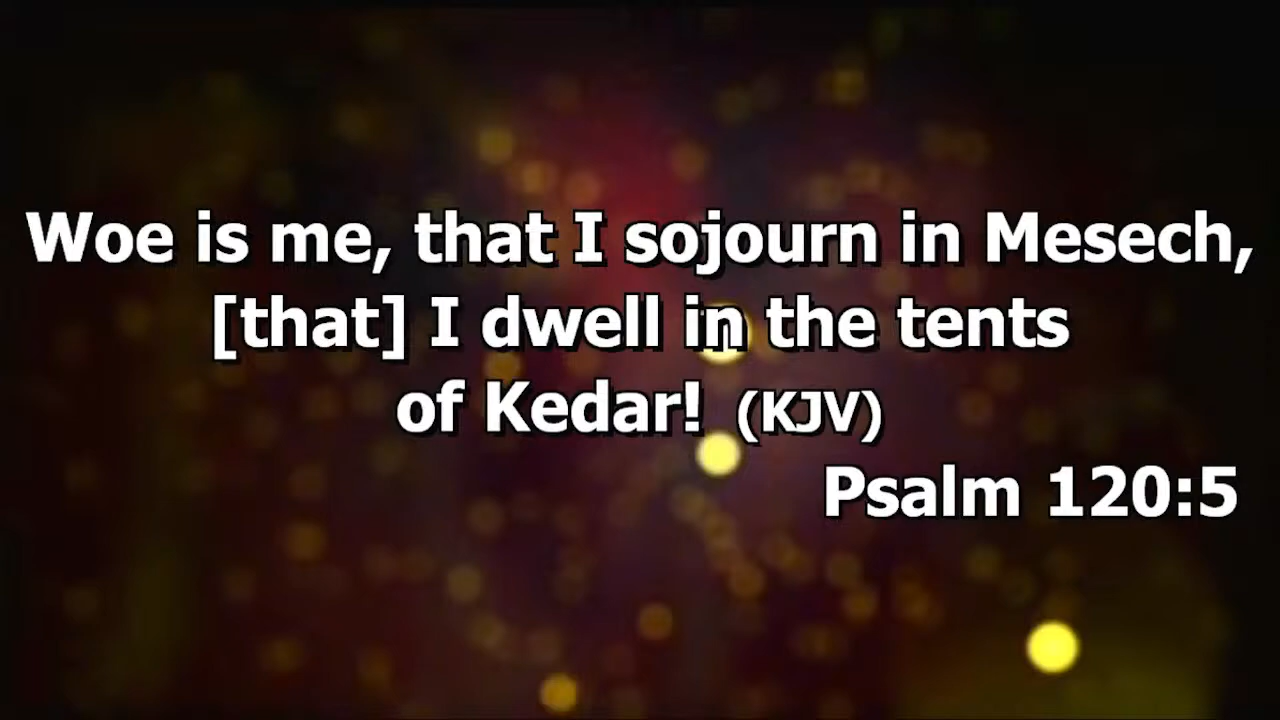 Woe is me, that I sojourn in Mesech,
[that] I dwell in the tents
of Kedar! (KJV)
Psalm 120:5